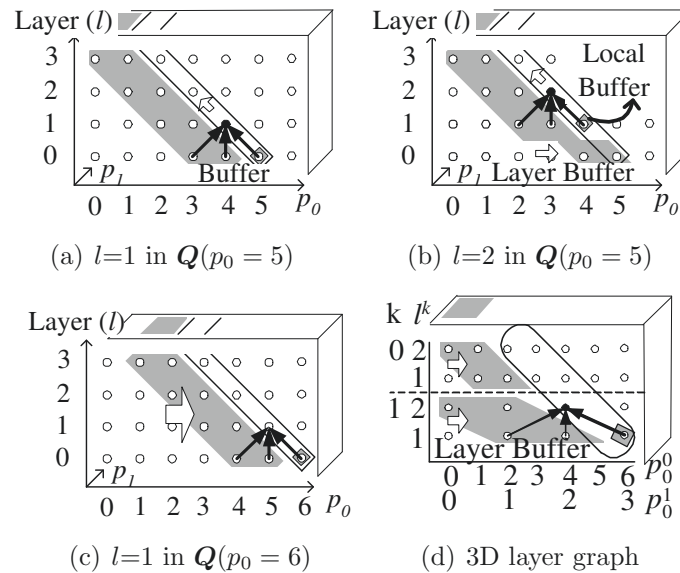 Layer (l)
3
2
1
0
p₁
Buffer
0 1 2 3 4 5 p₀
(a) l=1 in Q(p₀ = 5)
Layer (l)
3
2
1
0
Local
Buffer
p₁
Layer Buffer
0 1 2 3 4 5 p₀
(b) l=2 in Q(p₀ = 5)
Layer (l)
3
2
1
0
p₁
0 1 2 3 4 5 6 p₀
(c) l=1 in Q(p₀ = 6)
k lᵏ
0 2
1
1 2
1
Layer Buffer
0 1 2 3 4 5 6 p₀⁰
0 1 2 3 p₀¹
(d) 3D layer graph